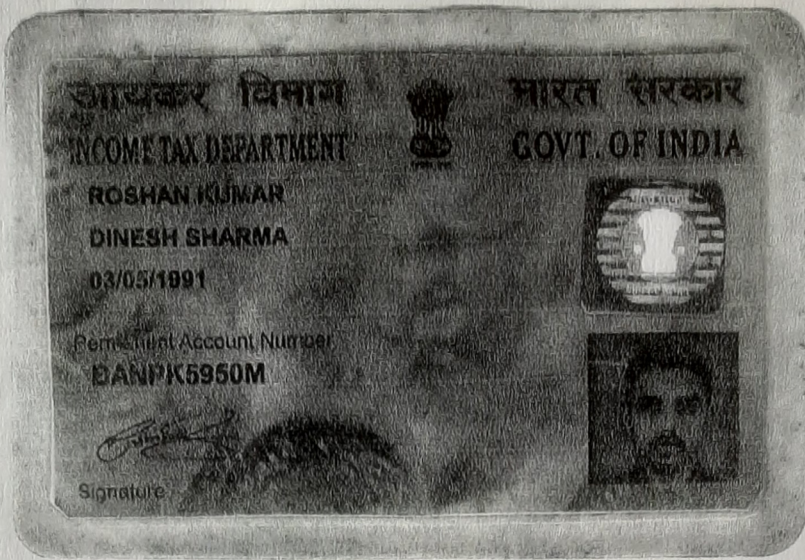 आयकर विभाग
भारत सरकार
INCOME TAX DEPARTMENT
GOVT. OF INDIA
ROSHAN KUMAR
DINESH SHARMA
03/05/1991
Permanent Account Number
BANPK5950M
Signature